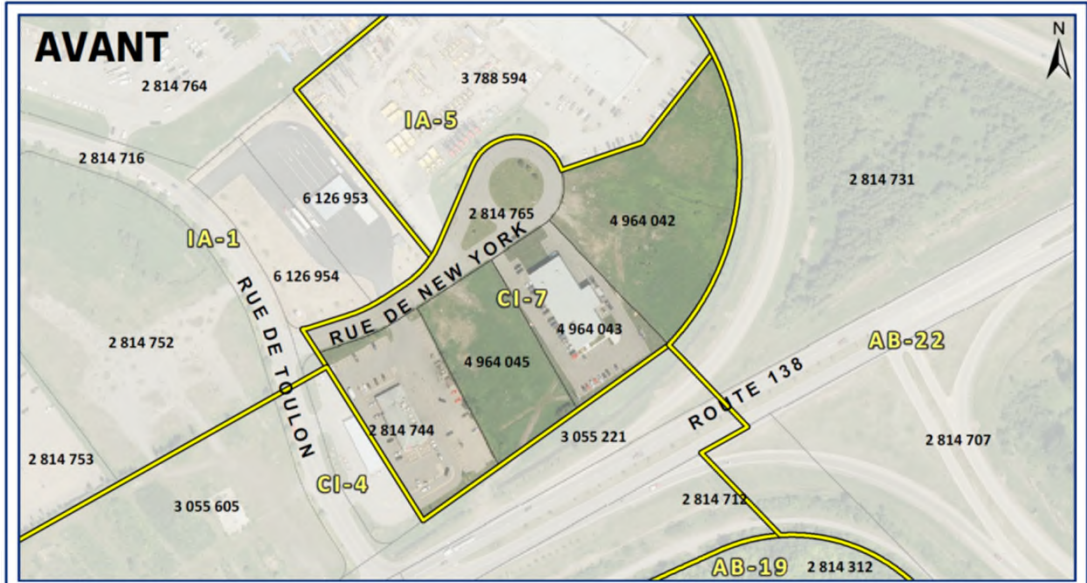 AVANT
N
2 814 764
3 788 594
IA-5
2 814 716
2 814 731
6 126 953
2 814 765
4 964 042
IA-1
RUE DE NEW YORK
6 126 954
CI-7
RUE DE TOULON
4 964 043
2 814 752
AB-22
4 964 045
ROUTE 138
2 814 744
3 055 221
2 814 707
2 814 753
CI-4
2 814 712
3 055 605
AB-19
2 814 312